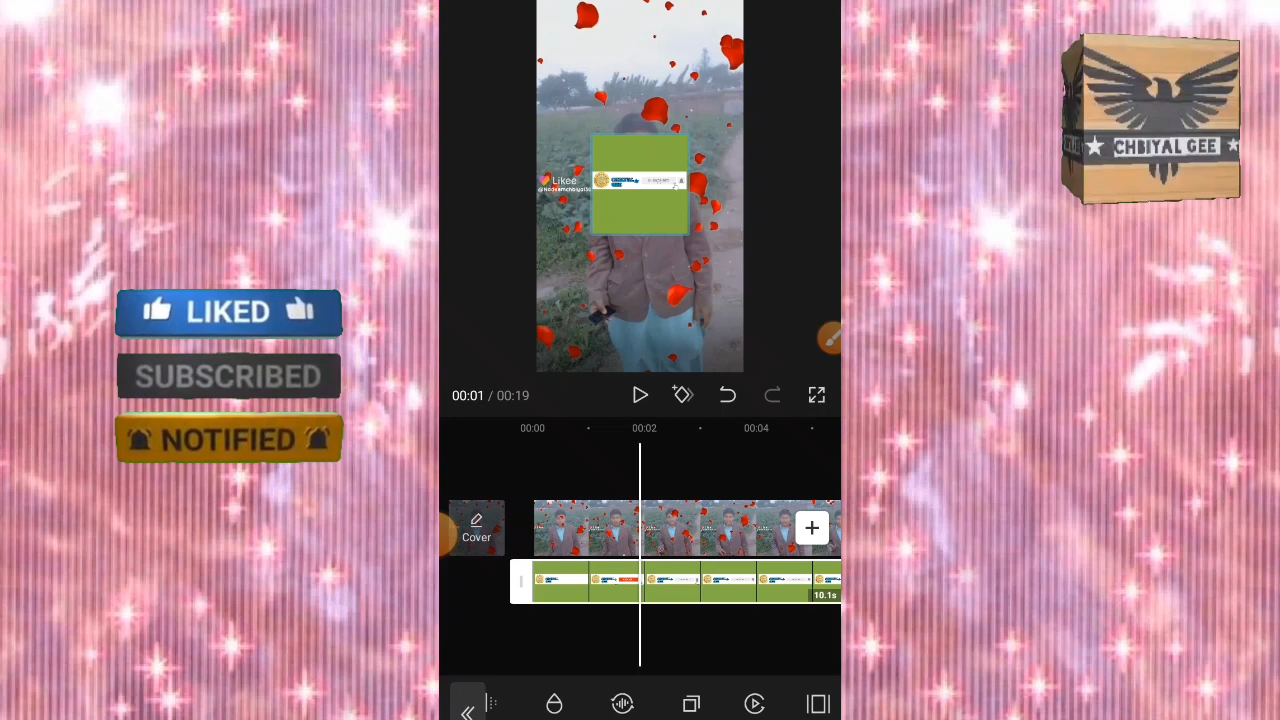 CHBIYAL GEE
LIKED
SUBSCRIBED
NOTIFIED
Likee
00:01 / 00:19
00:00
00:02
00:04
Cover
10.1s